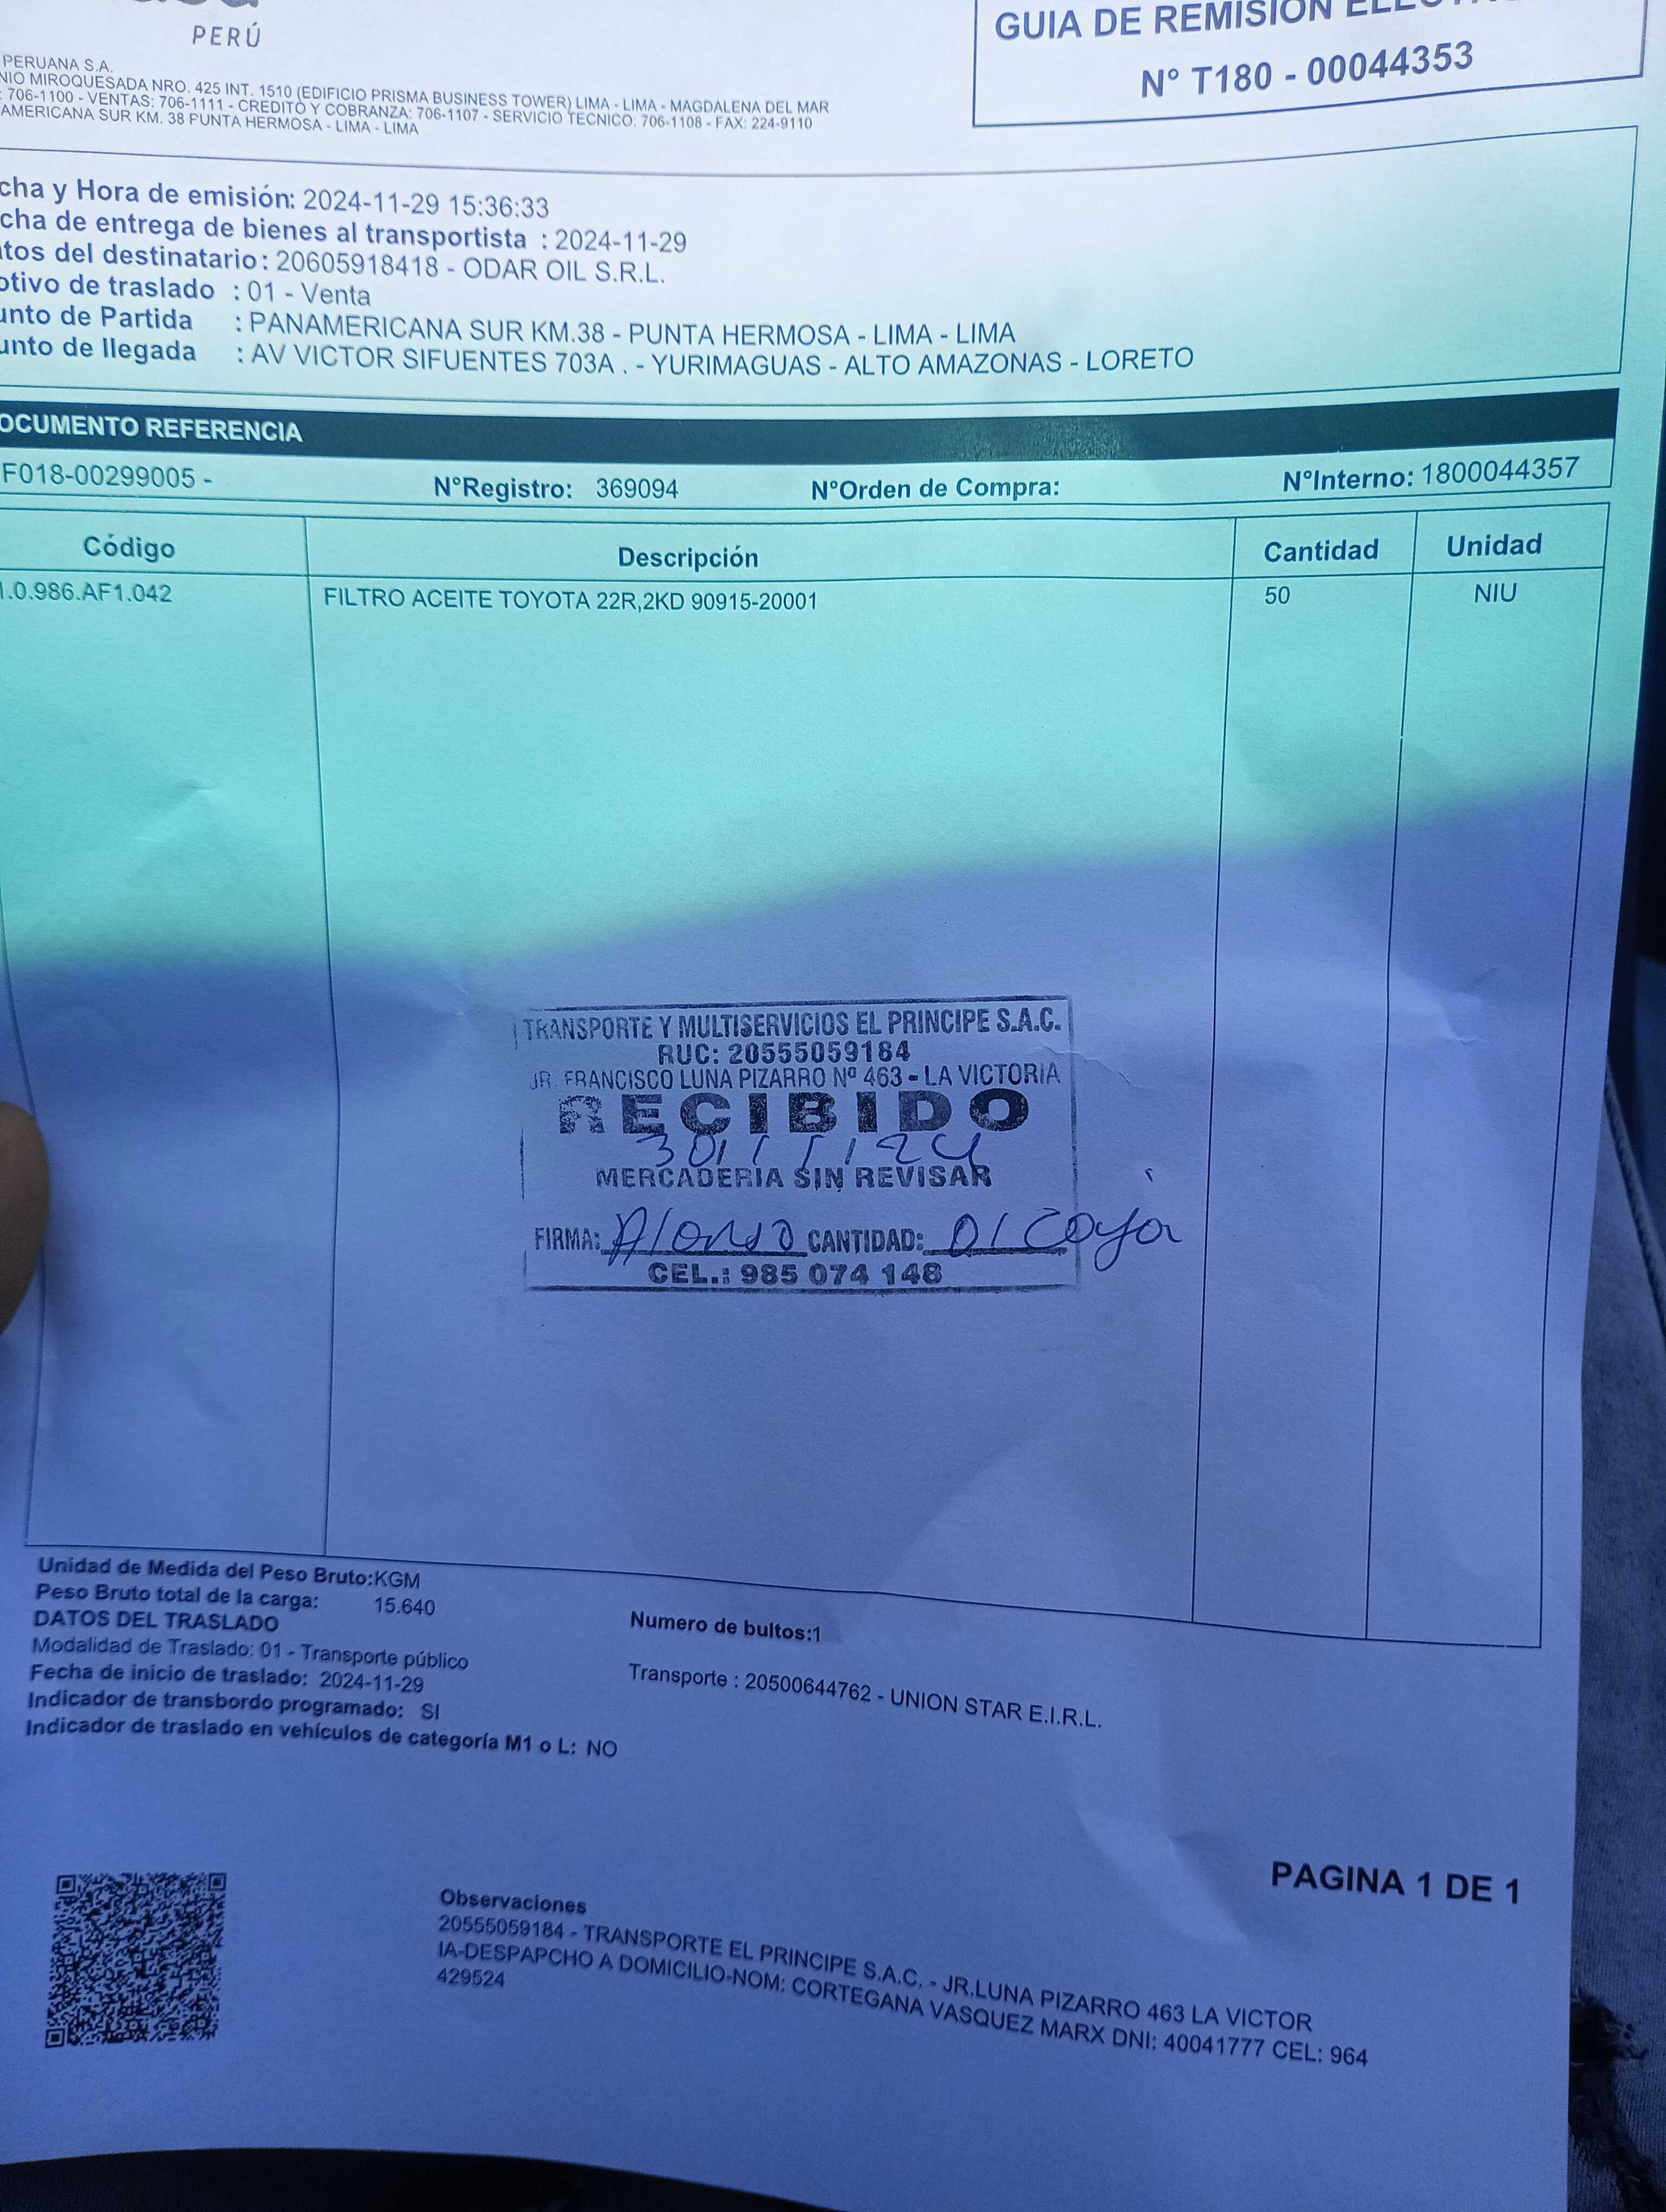 PERÚ
GUIA DE REMISIÓN
N° T180 - 00044353
PERUANA S.A.
NIO MIROQUESADA NRO. 425 INT. 1510 (EDIFICIO PRISMA BUSINESS TOWER) LIMA - LIMA - MAGDALENA DEL MAR
: 706-1100 - VENTAS: 706-1111 - CREDITO Y COBRANZA: 706-1107 - SERVICIO TECNICO: 706-1108 - FAX: 224-9110
AMERICANA SUR KM. 38 PUNTA HERMOSA - LIMA - LIMA
cha y Hora de emisión: 2024-11-29 15:36:33
cha de entrega de bienes al transportista : 2024-11-29
tos del destinatario: 20605918418 - ODAR OIL S.R.L.
otivo de traslado : 01 - Venta
unto de Partida : PANAMERICANA SUR KM.38 - PUNTA HERMOSA - LIMA - LIMA
unto de llegada : AV VICTOR SIFUENTES 703A . - YURIMAGUAS - ALTO AMAZONAS - LORETO
OCUMENTO REFERENCIA
F018-00299005 - N°Registro: 369094 N°Orden de Compra: N°Interno: 1800044357
Código Descripción Cantidad Unidad
.0.986.AF1.042 FILTRO ACEITE TOYOTA 22R,2KD 90915-20001 50 NIU
TRANSPORTE Y MULTISERVICIOS EL PRINCIPE S.A.C.
RUC: 20555059184
JR. FRANCISCO LUNA PIZARRO Nº 463 - LA VICTORIA
RECIBIDO
30/11/24
MERCADERIA SIN REVISAR
FIRMA: Alonso CANTIDAD: 01 Caja
CEL.: 985 074 148
Unidad de Medida del Peso Bruto:KGM
Peso Bruto total de la carga: 15.640
DATOS DEL TRASLADO
Numero de bultos:1
Modalidad de Traslado: 01 - Transporte público
Fecha de inicio de traslado: 2024-11-29
Transporte : 20500644762 - UNION STAR E.I.R.L.
Indicador de transbordo programado: SI
Indicador de traslado en vehículos de categoría M1 o L: NO
PAGINA 1 DE 1
Observaciones
20555059184 - TRANSPORTE EL PRINCIPE S.A.C. - JR.LUNA PIZARRO 463 LA VICTOR
IA-DESPAPCHO A DOMICILIO-NOM: CORTEGANA VASQUEZ MARX DNI: 40041777 CEL: 964
429524